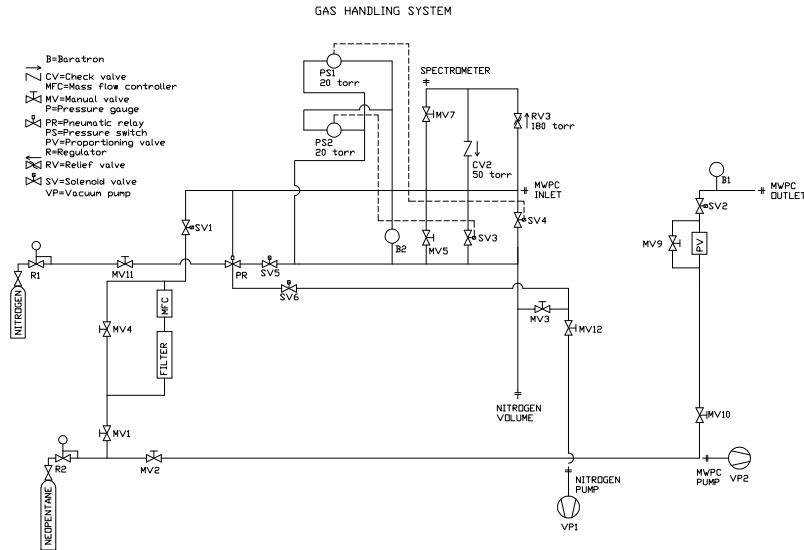 GAS HANDLING SYSTEM
B=Baratron
CV=Check valve
MFC=Mass flow controller
MV=Manual valve
P=Pressure gauge
PR=Pneumatic relay
PS=Pressure switch
PV=Proportioning valve
R=Regulator
RV=Relief valve
SV=Solenoid valve
VP=Vacuum pump
PS1
20 torr
PS2
20 torr
SPECTROMETER
MV7
RV3
180 torr
CV2
50 torr
MWPC
INLET
B1
MWPC
OUTLET
SV2
SV1
SV4
MV9
PV
B2
MV5
SV3
R1
MV11
PR
SV5
SV6
NITROGEN
MFC
MV4
FILTER
MV3
MV12
NITROGEN
VOLUME
MV10
MV1
R2
MV2
NEOPENTANE
NITROGEN
PUMP
VP1
MWPC
PUMP
VP2